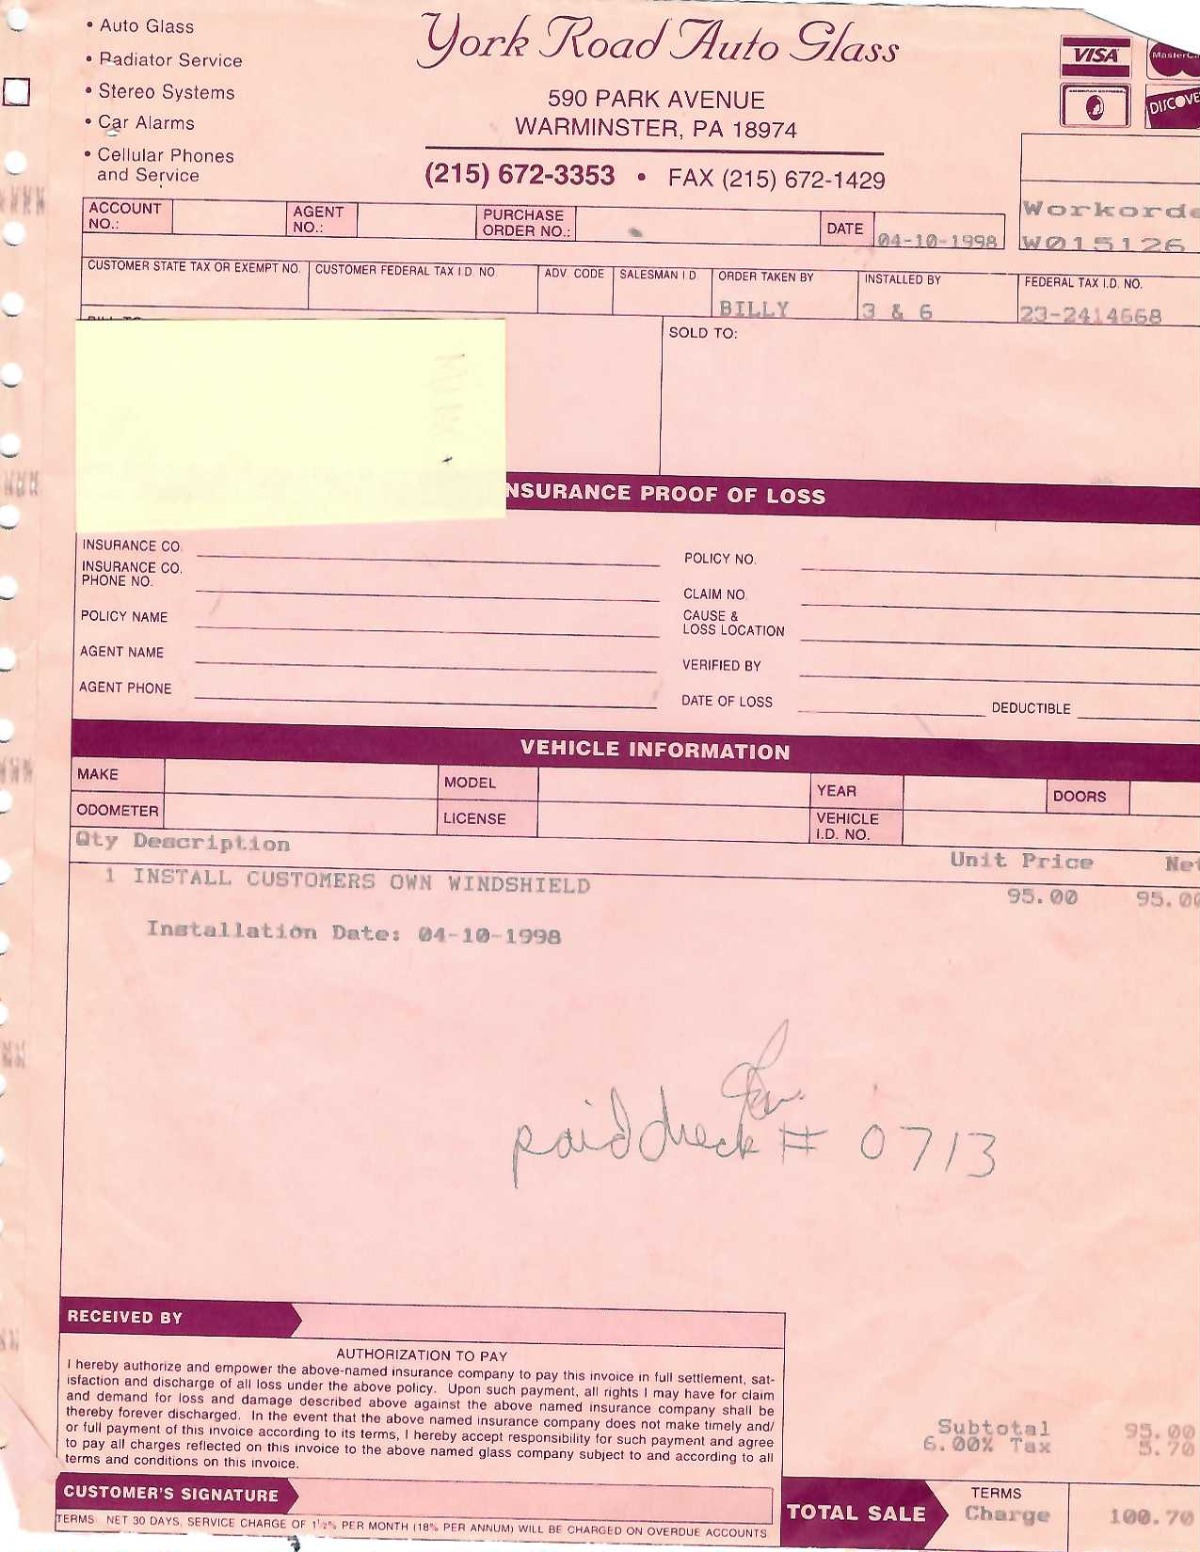 • Auto Glass
• Radiator Service
• Stereo Systems
• Car Alarms
• Cellular Phones
and Service
York Road Auto Glass
590 PARK AVENUE
WARMINSTER, PA 18974
(215) 672-3353 • FAX (215) 672-1429
VISA
MasterC
DISCOVE
Workorde
W015126
ACCOUNT NO.:
AGENT NO.:
PURCHASE ORDER NO.:
DATE 04-10-1998
CUSTOMER STATE TAX OR EXEMPT NO.
CUSTOMER FEDERAL TAX I.D. NO.
ADV. CODE
SALESMAN I.D.
ORDER TAKEN BY
BILLY
INSTALLED BY
3 & 6
FEDERAL TAX I.D. NO.
23-2414668
SOLD TO:
NSURANCE PROOF OF LOSS
INSURANCE CO.
INSURANCE CO. PHONE NO.
POLICY NAME
AGENT NAME
AGENT PHONE
POLICY NO.
CLAIM NO.
CAUSE & LOSS LOCATION
VERIFIED BY
DATE OF LOSS
DEDUCTIBLE
VEHICLE INFORMATION
MAKE MODEL YEAR DOORS
ODOMETER LICENSE VEHICLE I.D. NO.
Qty Description Unit Price Net
1 INSTALL CUSTOMERS OWN WINDSHIELD 95.00 95.00
Installation Date: 04-10-1998
paid check # 0713
RECEIVED BY
AUTHORIZATION TO PAY
I hereby authorize and empower the above-named insurance company to pay this invoice in full settlement, sat-
isfaction and discharge of all loss under the above policy. Upon such payment, all rights I may have for claim
and demand for loss and damage described above against the above named insurance company shall be
thereby forever discharged. In the event that the above named insurance company does not make timely and/
or full payment of this invoice according to its terms, I hereby accept responsibility for such payment and agree
to pay all charges reflected on this invoice to the above named glass company subject to and according to all
terms and conditions on this invoice.
Subtotal 95.00
6.00% Tax 5.70
CUSTOMER'S SIGNATURE
TOTAL SALE
TERMS
Charge
100.70
TERMS: NET 30 DAYS, SERVICE CHARGE OF 1½% PER MONTH (18% PER ANNUM) WILL BE CHARGED ON OVERDUE ACCOUNTS